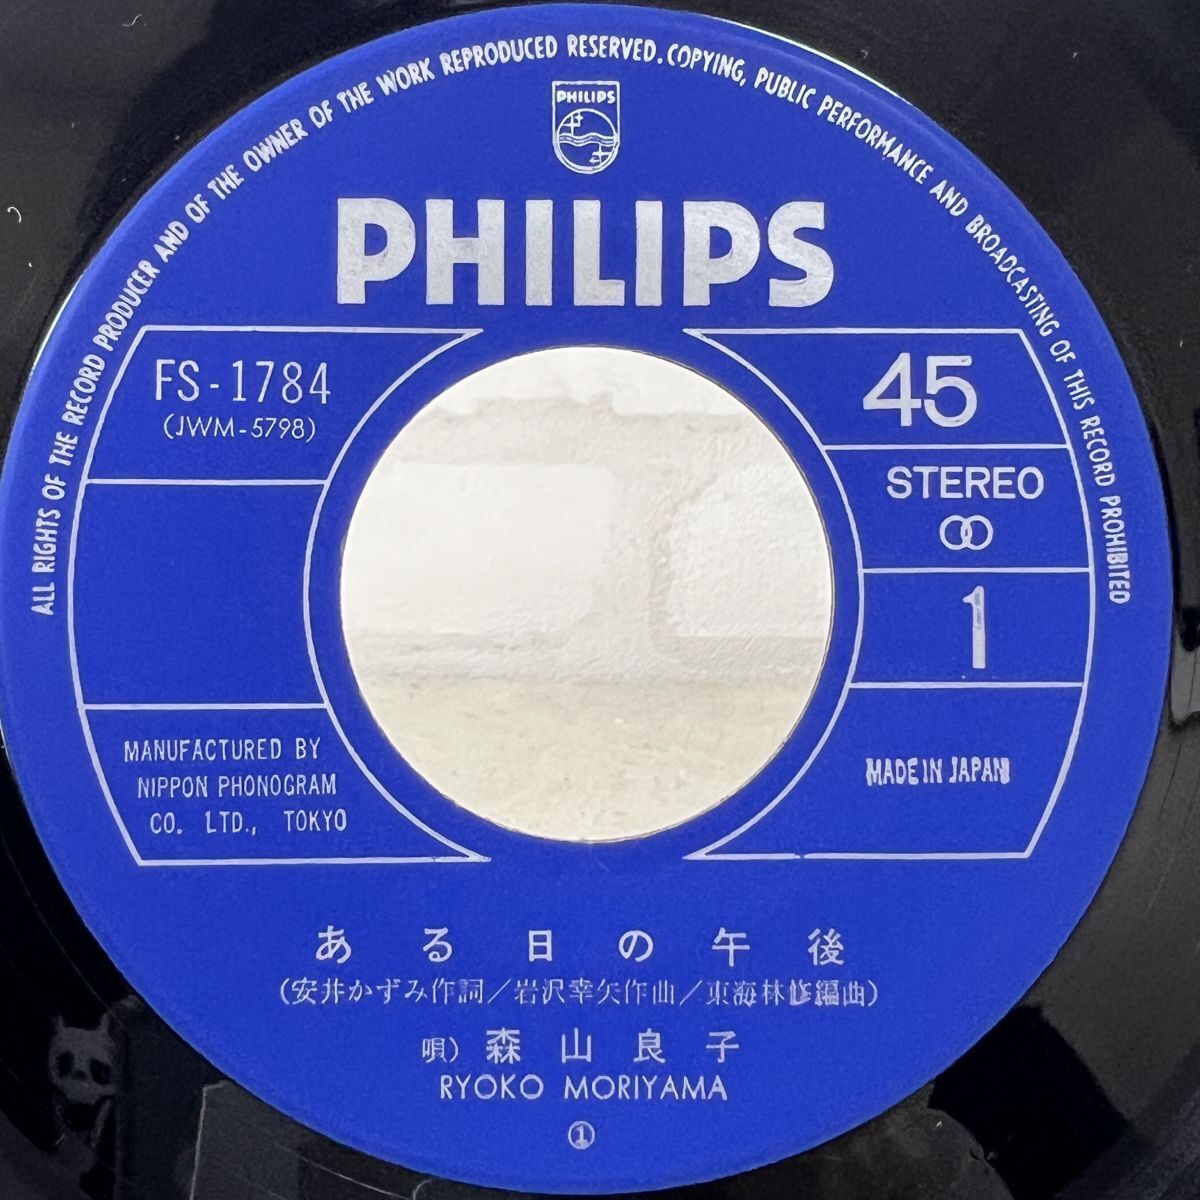 ALL RIGHTS OF THE RECORD PRODUCER AND OF THE OWNER OF THE WORK REPRODUCED RESERVED. COPYING, PUBLIC PERFORMANCE AND BROADCASTING OF THIS RECORD PROHIBITED
PHILIPS
PHILIPS
FS-1784
(JWM-5798)
45
STEREO
1
MANUFACTURED BY
NIPPON PHONOGRAM
CO. LTD., TOKYO
MADE IN JAPAN
ある日の午後
(安井かずみ作詞/岩沢幸矢作曲/東海林修編曲)
唄) 森山良子
RYOKO MORIYAMA
①